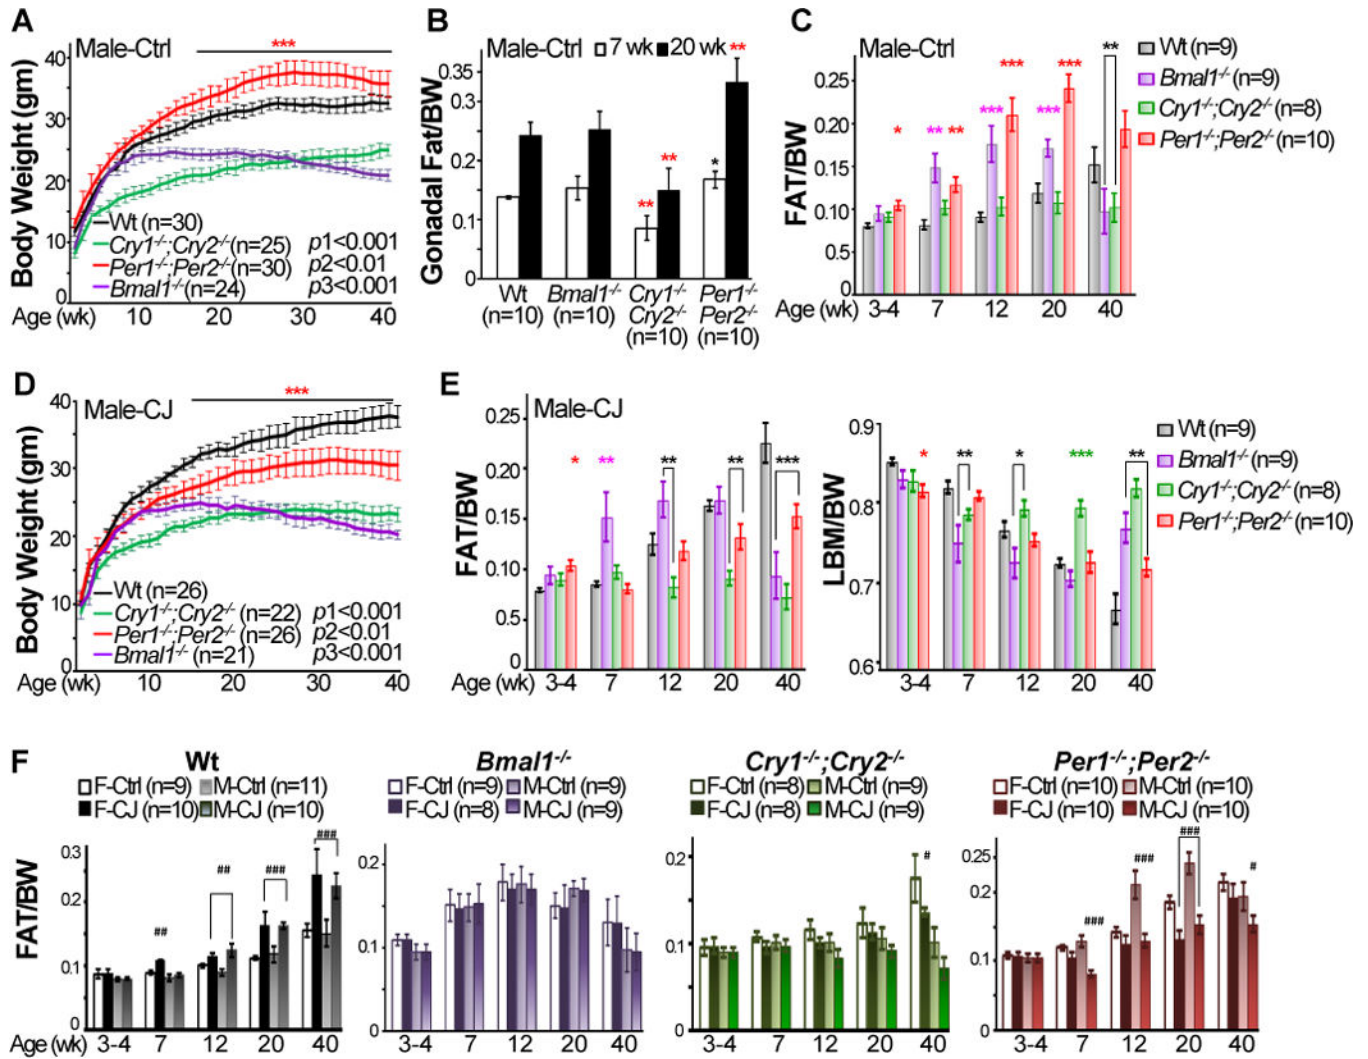 A
Male-Ctrl
***
Body Weight (gm)
40
30
20
10
0
Wt (n=30)
Cry1-/-;Cry2-/- (n=25) p1<0.001
Per1-/-;Per2-/- (n=30) p2<0.01
Bmal1-/- (n=24) p3<0.001
Age (wk) 10 20 30 40
B
Male-Ctrl 7 wk 20 wk
Gonadal Fat/BW
0.35
0.3
0.2
0.1
0
** ** * **
Wt (n=10)
Bmal1-/- (n=10)
Cry1-/- Cry2-/- (n=10)
Per1-/- Per2-/- (n=10)
C
Male-Ctrl
FAT/BW
0.25
0.20
0.15
0.10
0.05
0
* ** ** *** *** *** *** **
Age (wk) 3-4 7 12 20 40
Wt (n=9)
Bmal1-/- (n=9)
Cry1-/-;Cry2-/- (n=8)
Per1-/-;Per2-/- (n=10)
D
Male-CJ
***
Body Weight (gm)
40
30
20
10
0
Wt (n=26)
Cry1-/-;Cry2-/- (n=22) p1<0.001
Per1-/-;Per2-/- (n=26) p2<0.01
Bmal1-/- (n=21) p3<0.001
Age (wk) 10 20 30 40
E
Male-CJ
FAT/BW
0.25
0.20
0.15
0.10
0.5
0
* ** ** ** ***
Age (wk) 3-4 7 12 20 40
LBM/BW
0.9
0.8
0.7
0.6
* ** * *** **
3-4 7 12 20 40
Wt (n=9)
Bmal1-/- (n=9)
Cry1-/-;Cry2-/- (n=8)
Per1-/-;Per2-/- (n=10)
F
Wt
F-Ctrl (n=9) M-Ctrl (n=11)
F-CJ (n=10) M-CJ (n=10)
FAT/BW
0.3
0.2
0.1
0
## ## ### ###
Age (wk) 3-4 7 12 20 40
Bmal1-/-
F-Ctrl (n=9) M-Ctrl (n=9)
F-CJ (n=8) M-CJ (n=9)
0.2
0.1
0
3-4 7 12 20 40
Cry1-/-;Cry2-/-
F-Ctrl (n=8) M-Ctrl (n=9)
F-CJ (n=8) M-CJ (n=9)
0.2
0.1
0
#
3-4 7 12 20 40
Per1-/-;Per2-/-
F-Ctrl (n=10) M-Ctrl (n=10)
F-CJ (n=10) M-CJ (n=10)
0.25
0.2
0.1
0
### ### ### #
3-4 7 12 20 40